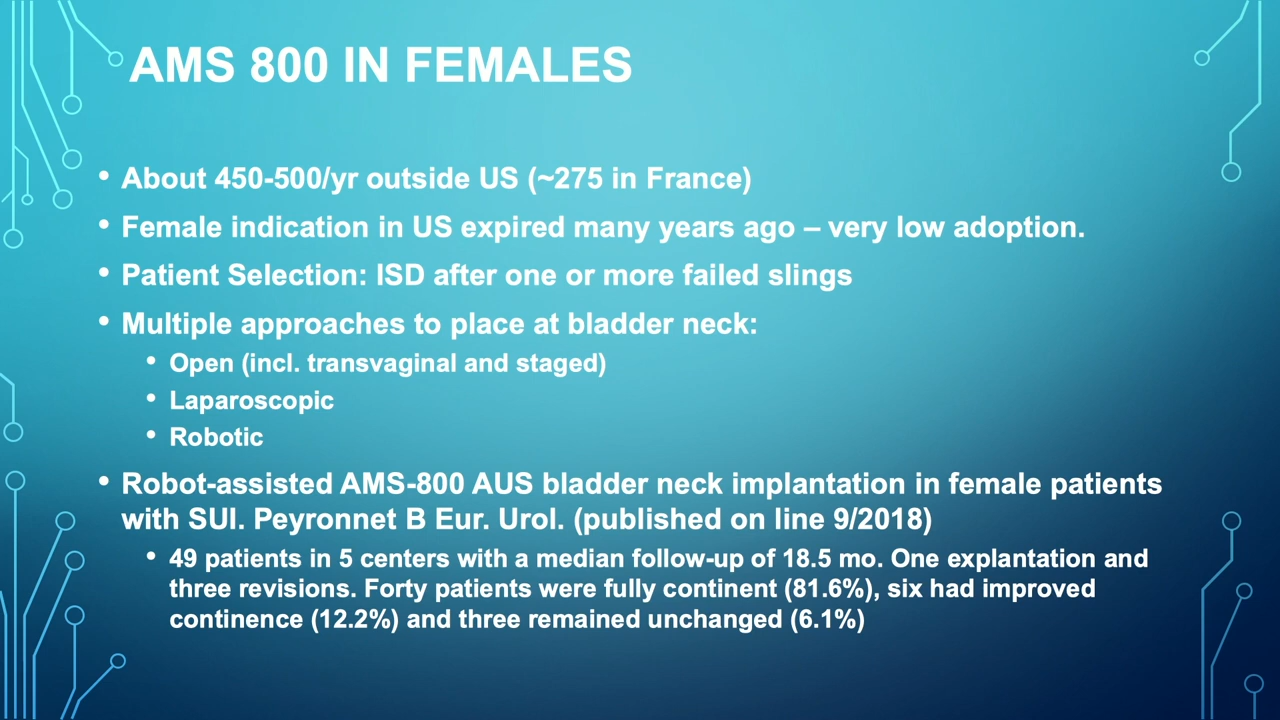 AMS 800 IN FEMALES
• About 450-500/yr outside US (~275 in France)
• Female indication in US expired many years ago – very low adoption.
• Patient Selection: ISD after one or more failed slings
• Multiple approaches to place at bladder neck:
• Open (incl. transvaginal and staged)
• Laparoscopic
• Robotic
• Robot-assisted AMS-800 AUS bladder neck implantation in female patients
with SUI. Peyronnet B Eur. Urol. (published on line 9/2018)
• 49 patients in 5 centers with a median follow-up of 18.5 mo. One explantation and
three revisions. Forty patients were fully continent (81.6%), six had improved
continence (12.2%) and three remained unchanged (6.1%)